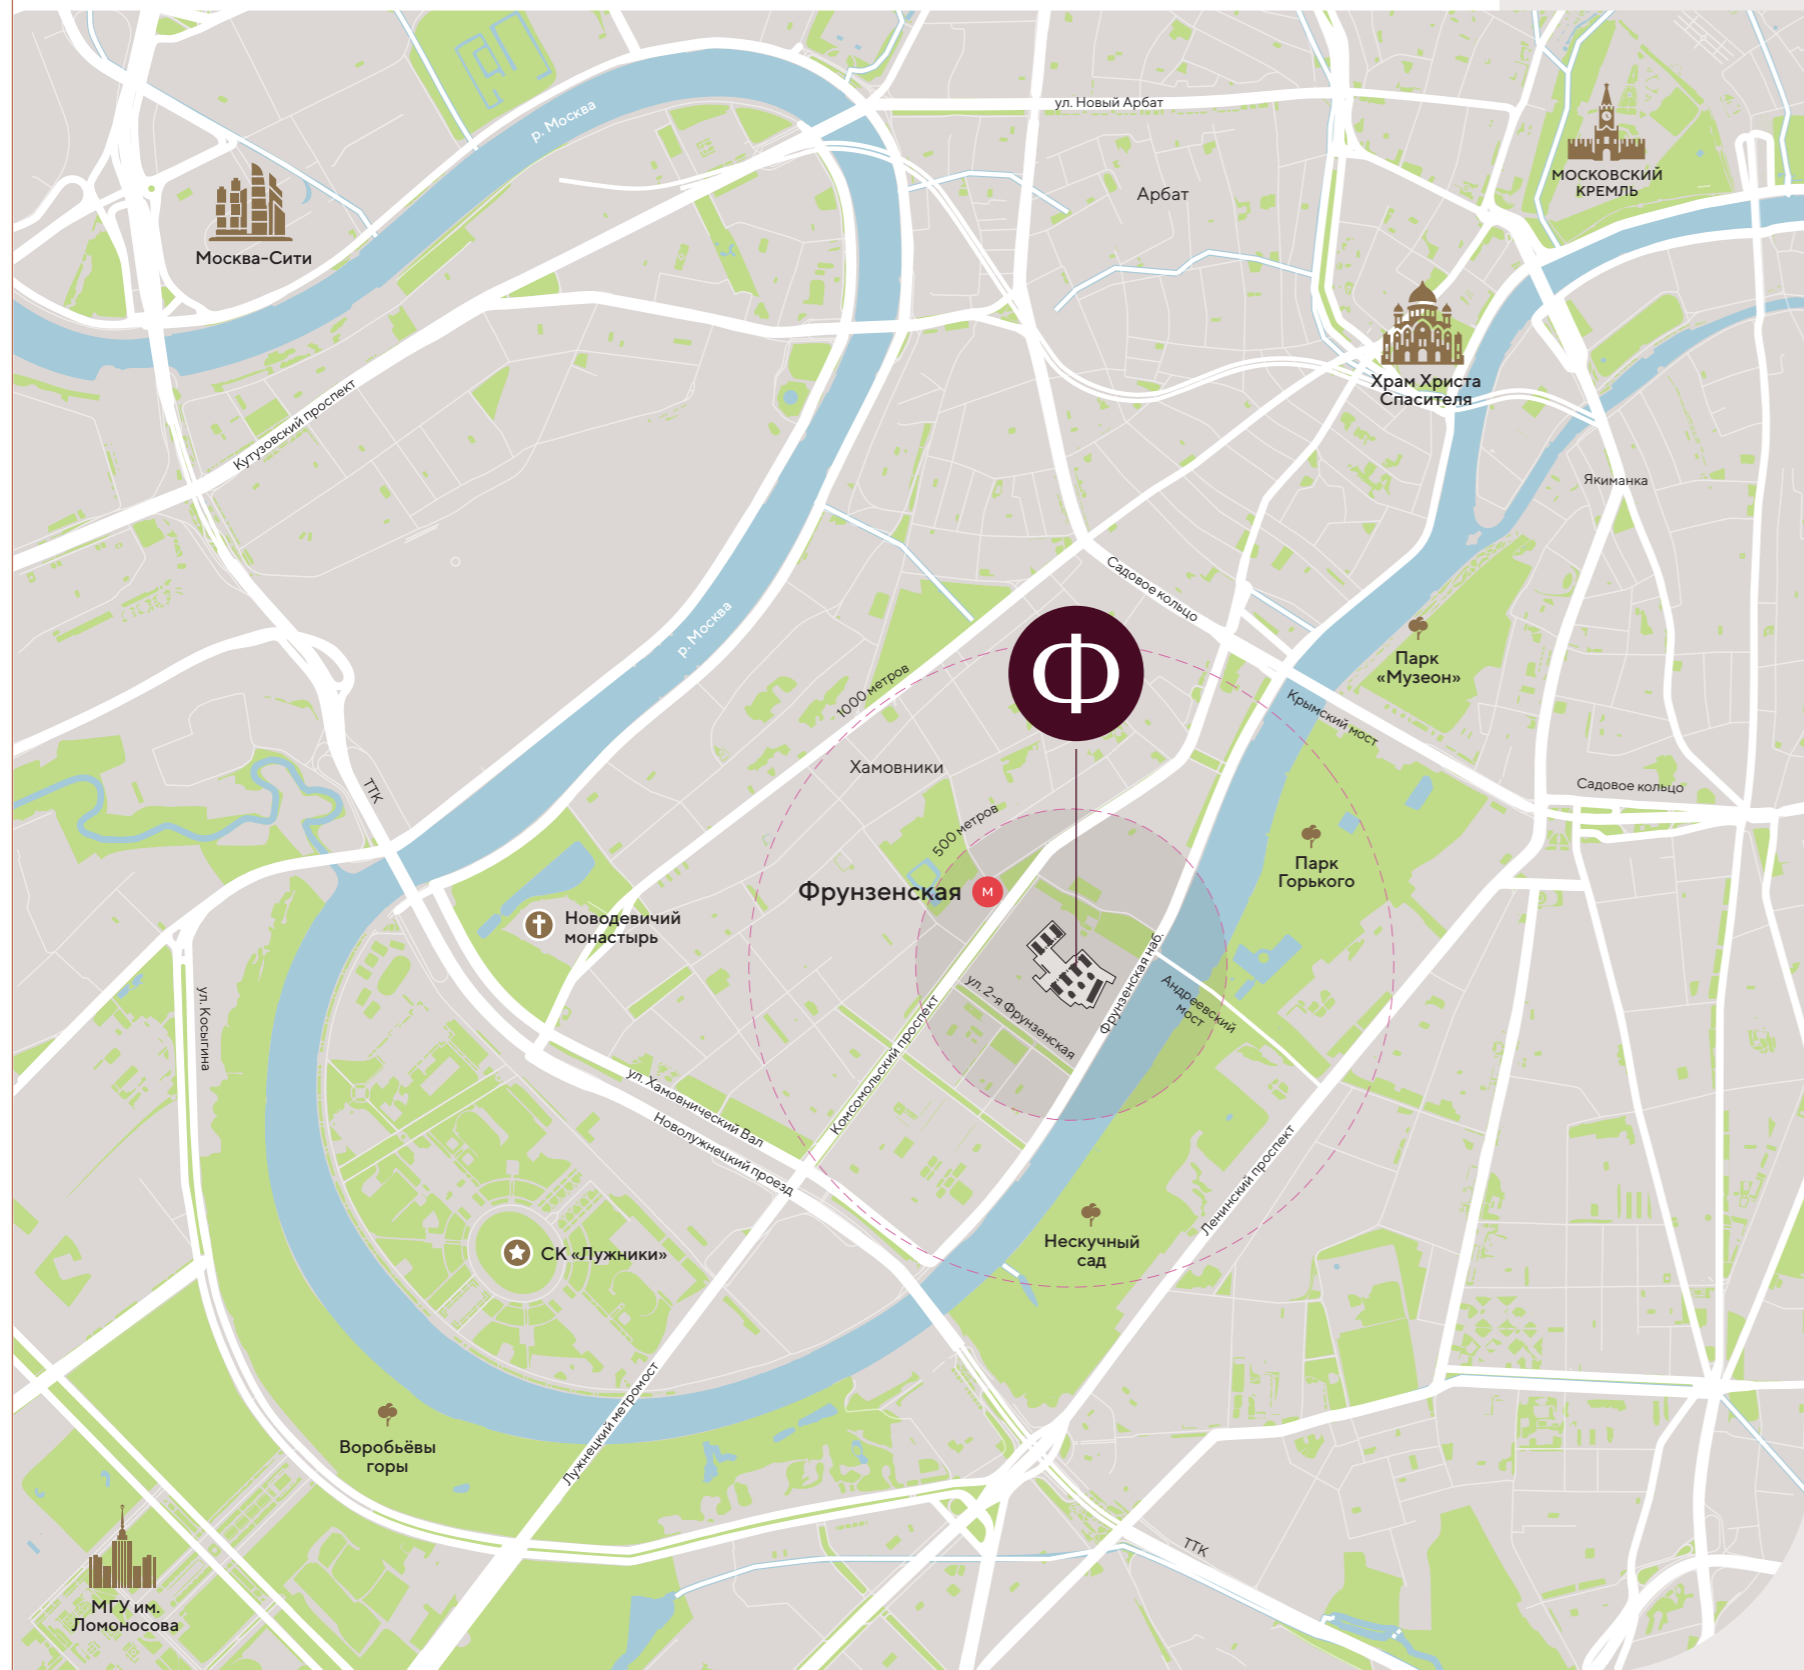 р. Москва
ул. Новый Арбат
МОСКОВСКИЙ
КРЕМЛЬ
Арбат
Москва-Сити
Храм Христа
Спасителя
Кутузовский проспект
Якиманка
Садовое кольцо
р. Москва
Ф
Парк
«Музеон»
1000 метров
Крымский мост
Хамовники
ТТК
Садовое кольцо
500 метров
Парк
Горького
Фрунзенская
М
Новодевичий
монастырь
Фрунзенская наб.
ул. 2-я Фрунзенская
Андреевский
мост
ул. Косыгина
Комсомольский проспект
ул. Хамовнический Вал
Новолужнецкий проезд
Ленинский проспект
Нескучный
сад
СК «Лужники»
Лужнецкий метромост
Воробьёвы
горы
ТТК
МГУ им.
Ломоносова